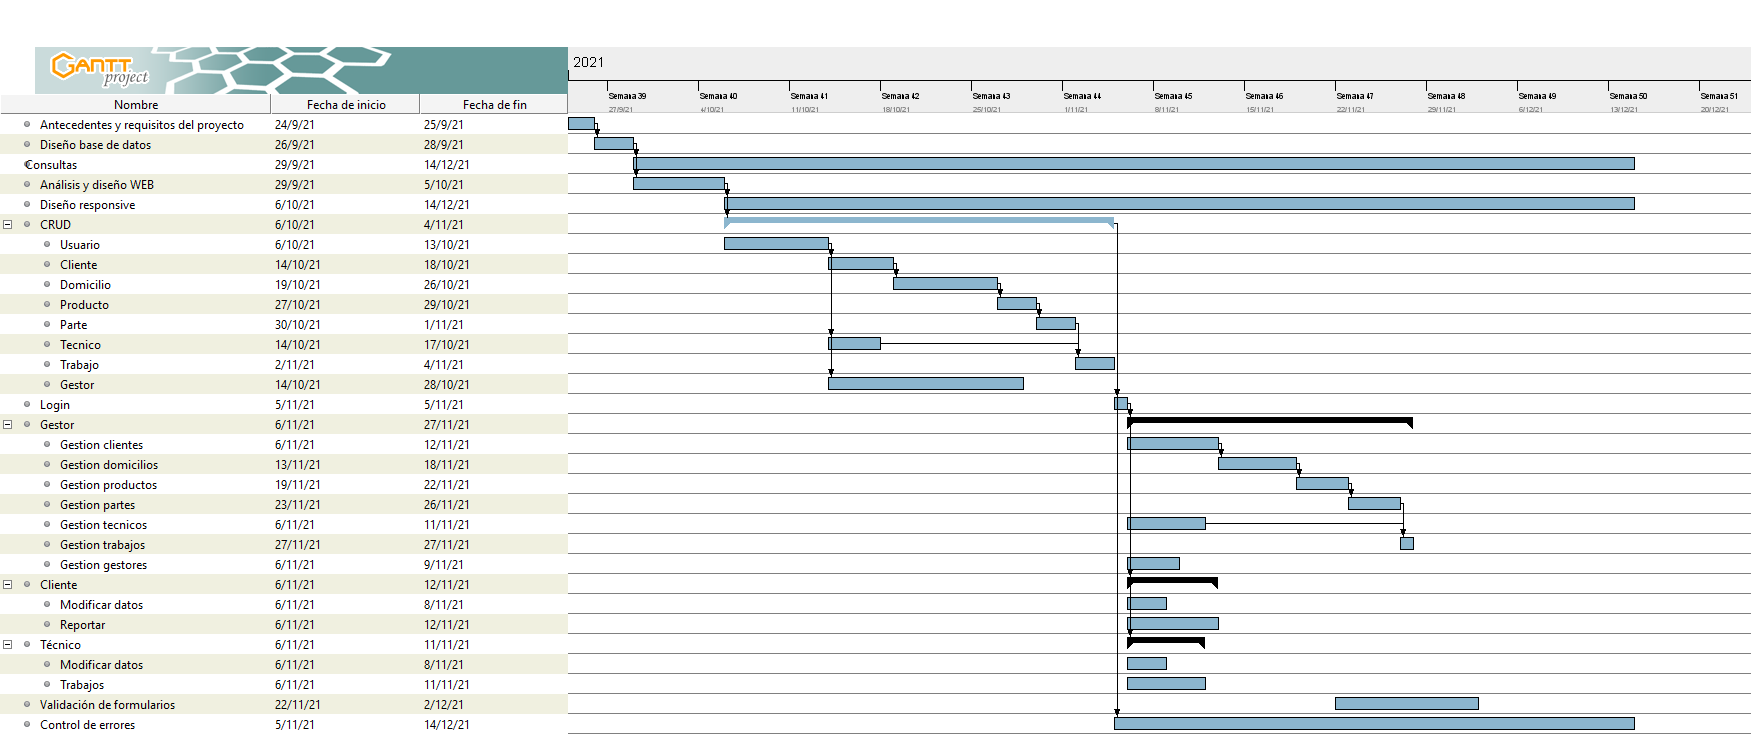 GANTT
project
2021
Semana 39 Semana 40 Semana 41 Semana 42 Semana 43 Semana 44 Semana 45 Semana 46 Semana 47 Semana 48 Semana 49 Semana 50 Semana 51
Nombre Fecha de inicio Fecha de fin 27/9/21 4/10/21 11/10/21 18/10/21 25/10/21 1/11/21 8/11/21 15/11/21 22/11/21 29/11/21 6/12/21 13/12/21 20/12/21
Antecedentes y requisitos del proyecto 24/9/21 25/9/21
Diseño base de datos 26/9/21 28/9/21
Consultas 29/9/21 14/12/21
Análisis y diseño WEB 29/9/21 5/10/21
Diseño responsive 6/10/21 14/12/21
CRUD 6/10/21 4/11/21
Usuario 6/10/21 13/10/21
Cliente 14/10/21 18/10/21
Domicilio 19/10/21 26/10/21
Producto 27/10/21 29/10/21
Parte 30/10/21 1/11/21
Tecnico 14/10/21 17/10/21
Trabajo 2/11/21 4/11/21
Gestor 14/10/21 28/10/21
Login 5/11/21 5/11/21
Gestor 6/11/21 27/11/21
Gestion clientes 6/11/21 12/11/21
Gestion domicilios 13/11/21 18/11/21
Gestion productos 19/11/21 22/11/21
Gestion partes 23/11/21 26/11/21
Gestion tecnicos 6/11/21 11/11/21
Gestion trabajos 27/11/21 27/11/21
Gestion gestores 6/11/21 9/11/21
Cliente 6/11/21 12/11/21
Modificar datos 6/11/21 8/11/21
Reportar 6/11/21 12/11/21
Técnico 6/11/21 11/11/21
Modificar datos 6/11/21 8/11/21
Trabajos 6/11/21 11/11/21
Validación de formularios 22/11/21 2/12/21
Control de errores 5/11/21 14/12/21